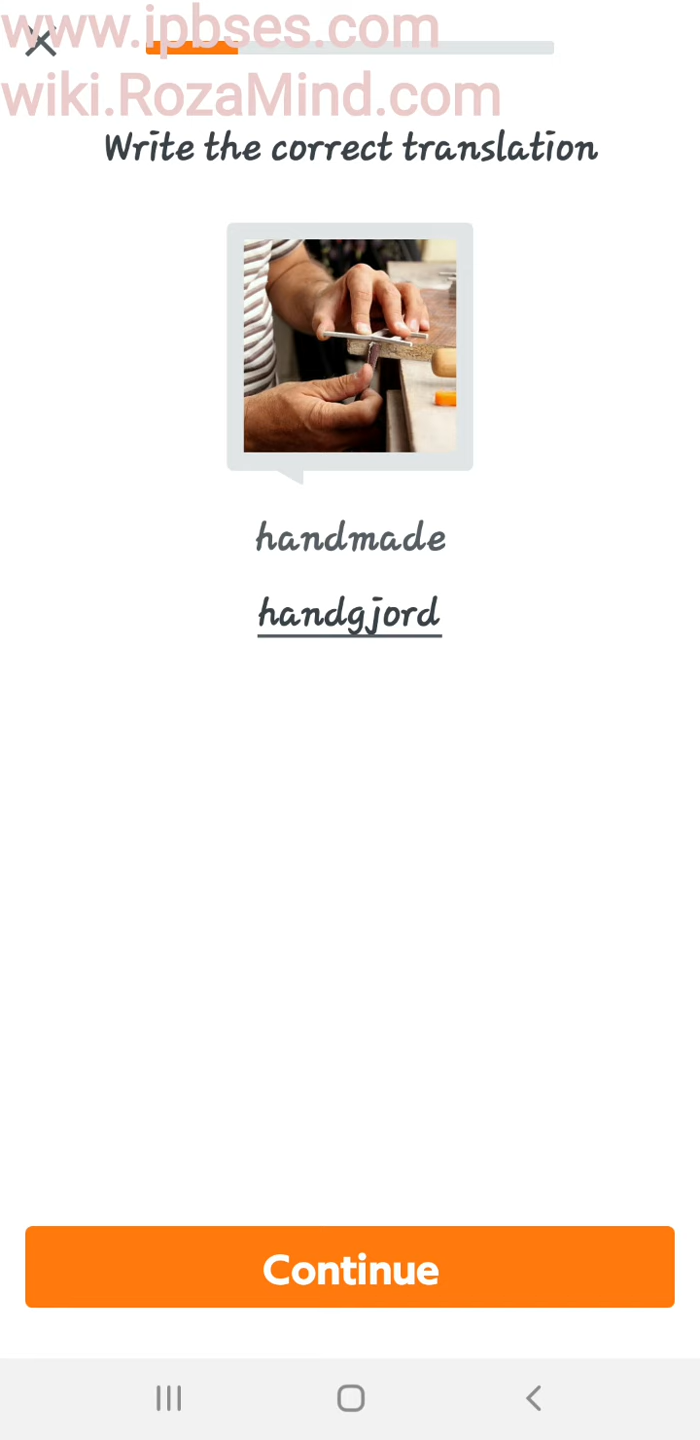 www.ipbses.com
wiki.RozaMind.com
Write the correct translation
handmade
handgjord
Continue